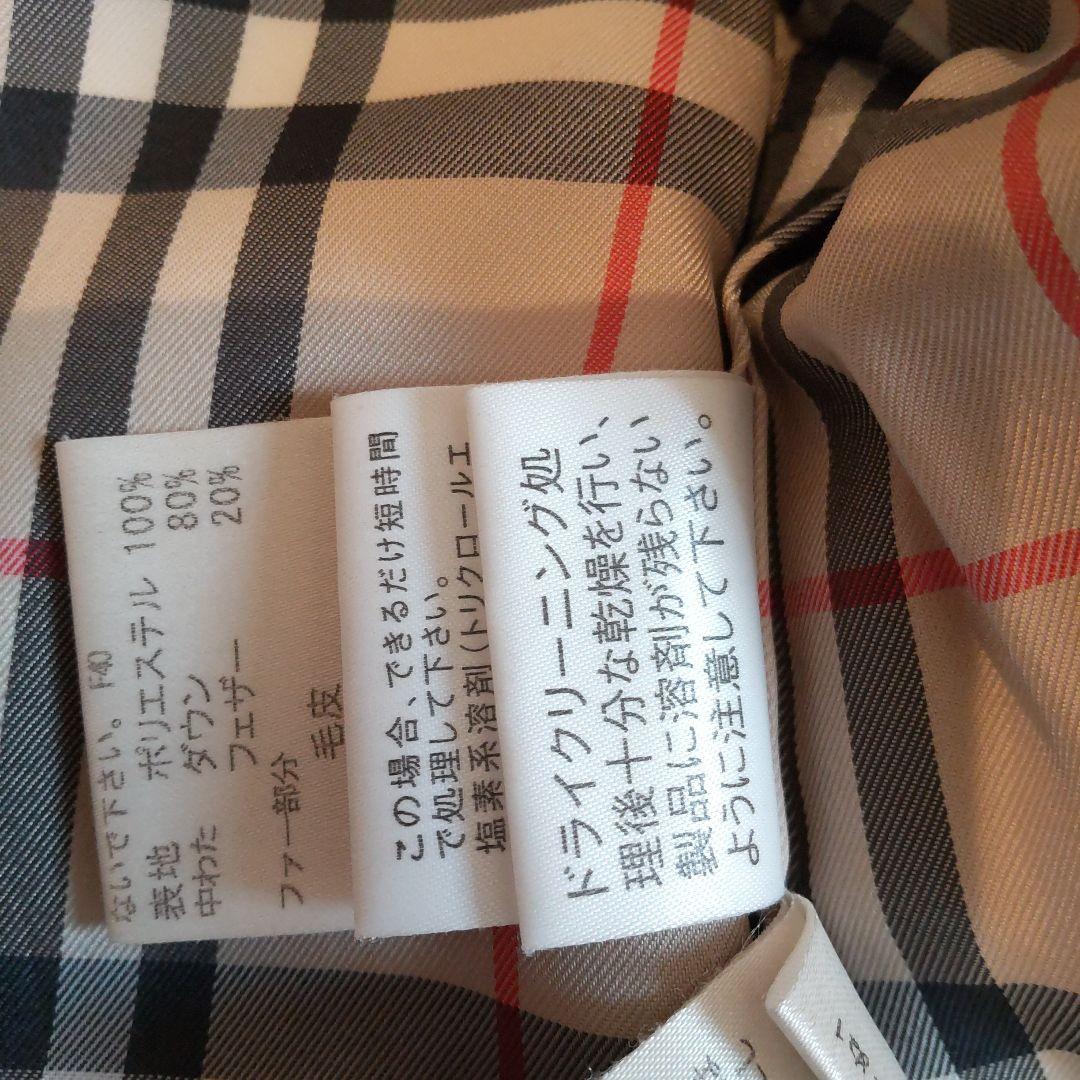 ないで下さい。 F40
表地 ポリエステル 100%
中わた ダウン 80%
フェザー 20%
ファー部分
毛皮
この場合、できるだけ短時間
で処理して下さい。
塩素系溶剤(トリクロールエ
ドライクリーニング処
理後十分な乾燥を行い、
製品に溶剤が残らない
ように注意して下さい。